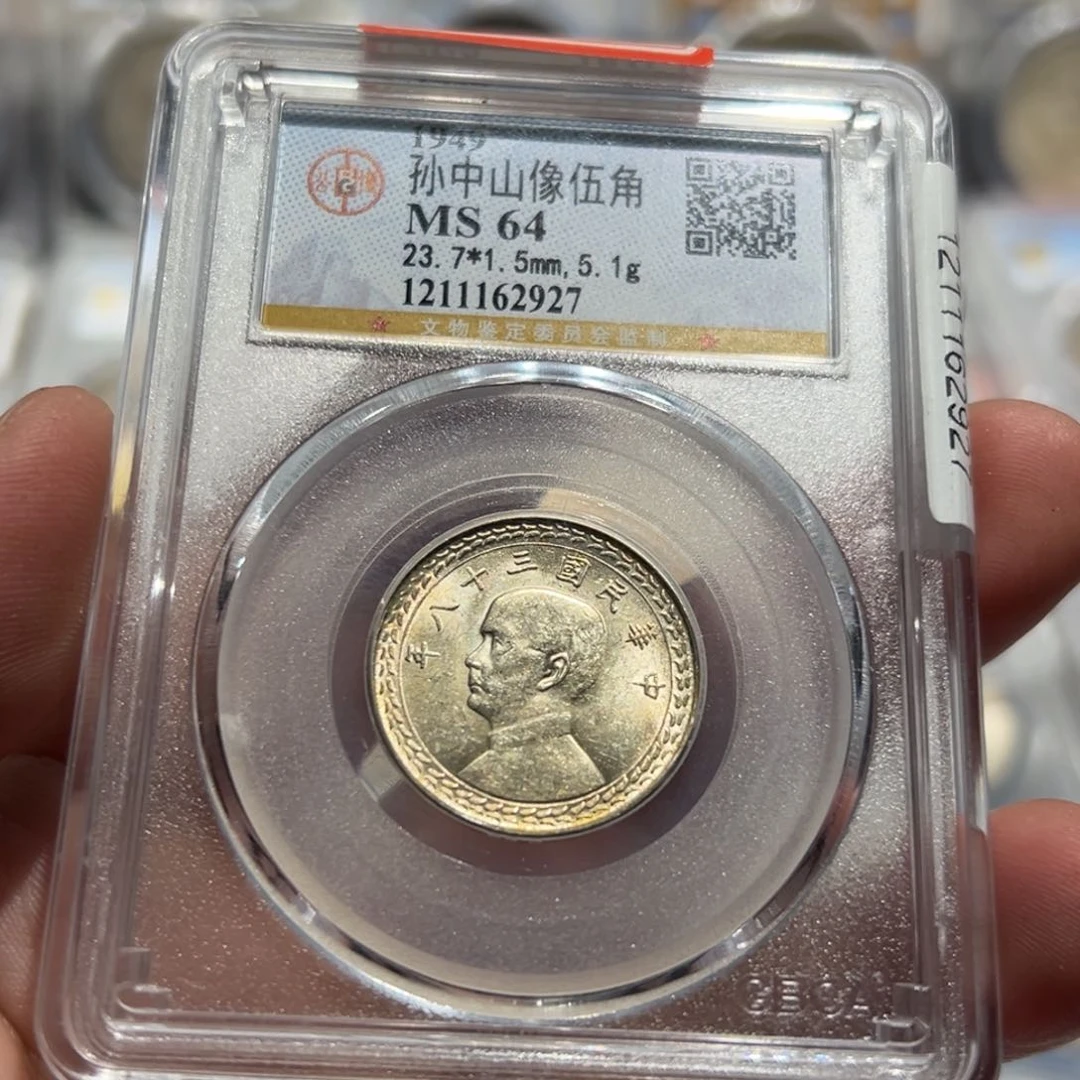 1949
孙中山像伍角
MS 64
23.7*1.5mm,5.1g
1211162927
文物鉴定委员会监制
1211162927
中華民國三十八年
GBCA